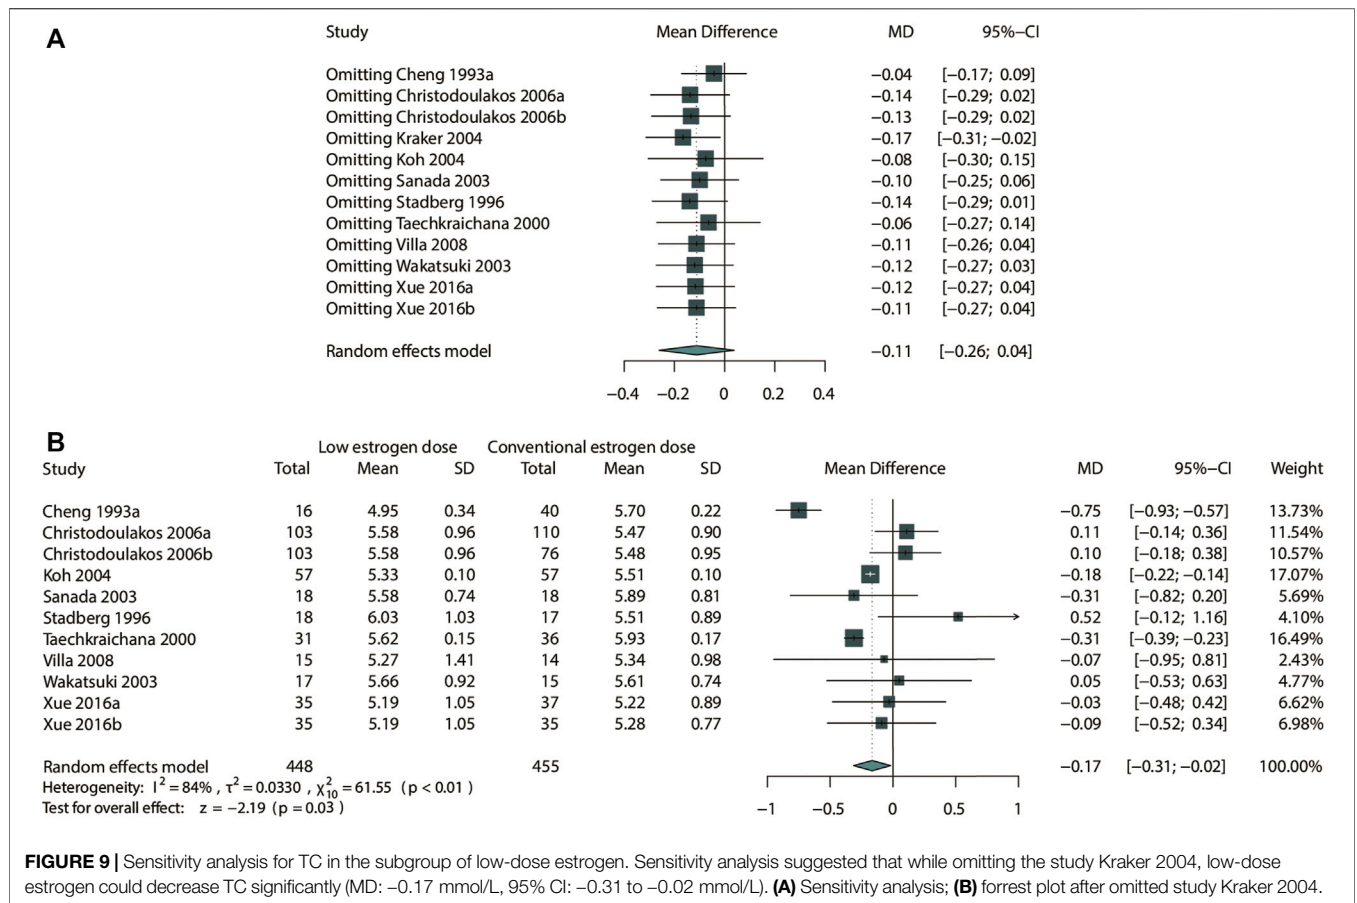 A
Study Mean Difference MD 95%−CI
Omitting Cheng 1993a −0.04 [−0.17; 0.09]
Omitting Christodoulakos 2006a −0.14 [−0.29; 0.02]
Omitting Christodoulakos 2006b −0.13 [−0.29; 0.02]
Omitting Kraker 2004 −0.17 [−0.31; −0.02]
Omitting Koh 2004 −0.08 [−0.30; 0.15]
Omitting Sanada 2003 −0.10 [−0.25; 0.06]
Omitting Stadberg 1996 −0.14 [−0.29; 0.01]
Omitting Taechkraichana 2000 −0.06 [−0.27; 0.14]
Omitting Villa 2008 −0.11 [−0.26; 0.04]
Omitting Wakatsuki 2003 −0.12 [−0.27; 0.03]
Omitting Xue 2016a −0.12 [−0.27; 0.04]
Omitting Xue 2016b −0.11 [−0.27; 0.04]
Random effects model −0.11 [−0.26; 0.04]
−0.4 −0.2 0 0.2 0.4
B
Low estrogen dose Conventional estrogen dose
Study Total Mean SD Total Mean SD Mean Difference MD 95%−CI Weight
Cheng 1993a 16 4.95 0.34 40 5.70 0.22 −0.75 [−0.93; −0.57] 13.73%
Christodoulakos 2006a 103 5.58 0.96 110 5.47 0.90 0.11 [−0.14; 0.36] 11.54%
Christodoulakos 2006b 103 5.58 0.96 76 5.48 0.95 0.10 [−0.18; 0.38] 10.57%
Koh 2004 57 5.33 0.10 57 5.51 0.10 −0.18 [−0.22; −0.14] 17.07%
Sanada 2003 18 5.58 0.74 18 5.89 0.81 −0.31 [−0.82; 0.20] 5.69%
Stadberg 1996 18 6.03 1.03 17 5.51 0.89 0.52 [−0.12; 1.16] 4.10%
Taechkraichana 2000 31 5.62 0.15 36 5.93 0.17 −0.31 [−0.39; −0.23] 16.49%
Villa 2008 15 5.27 1.41 14 5.34 0.98 −0.07 [−0.95; 0.81] 2.43%
Wakatsuki 2003 17 5.66 0.92 15 5.61 0.74 0.05 [−0.53; 0.63] 4.77%
Xue 2016a 35 5.19 1.05 37 5.22 0.89 −0.03 [−0.48; 0.42] 6.62%
Xue 2016b 35 5.19 1.05 35 5.28 0.77 −0.09 [−0.52; 0.34] 6.98%
Random effects model 448 455 −0.17 [−0.31; −0.02] 100.00%
Heterogeneity: I² = 84% , τ² = 0.0330 , χ²₁₀ = 61.55 ( p < 0.01 )
Test for overall effect: z = −2.19 ( p = 0.03 )
−1 −0.5 0 0.5 1
FIGURE 9 | Sensitivity analysis for TC in the subgroup of low-dose estrogen. Sensitivity analysis suggested that while omitting the study Kraker 2004, low-dose
estrogen could decrease TC significantly (MD: −0.17 mmol/L, 95% CI: −0.31 to −0.02 mmol/L). (A) Sensitivity analysis; (B) forrest plot after omitted study Kraker 2004.